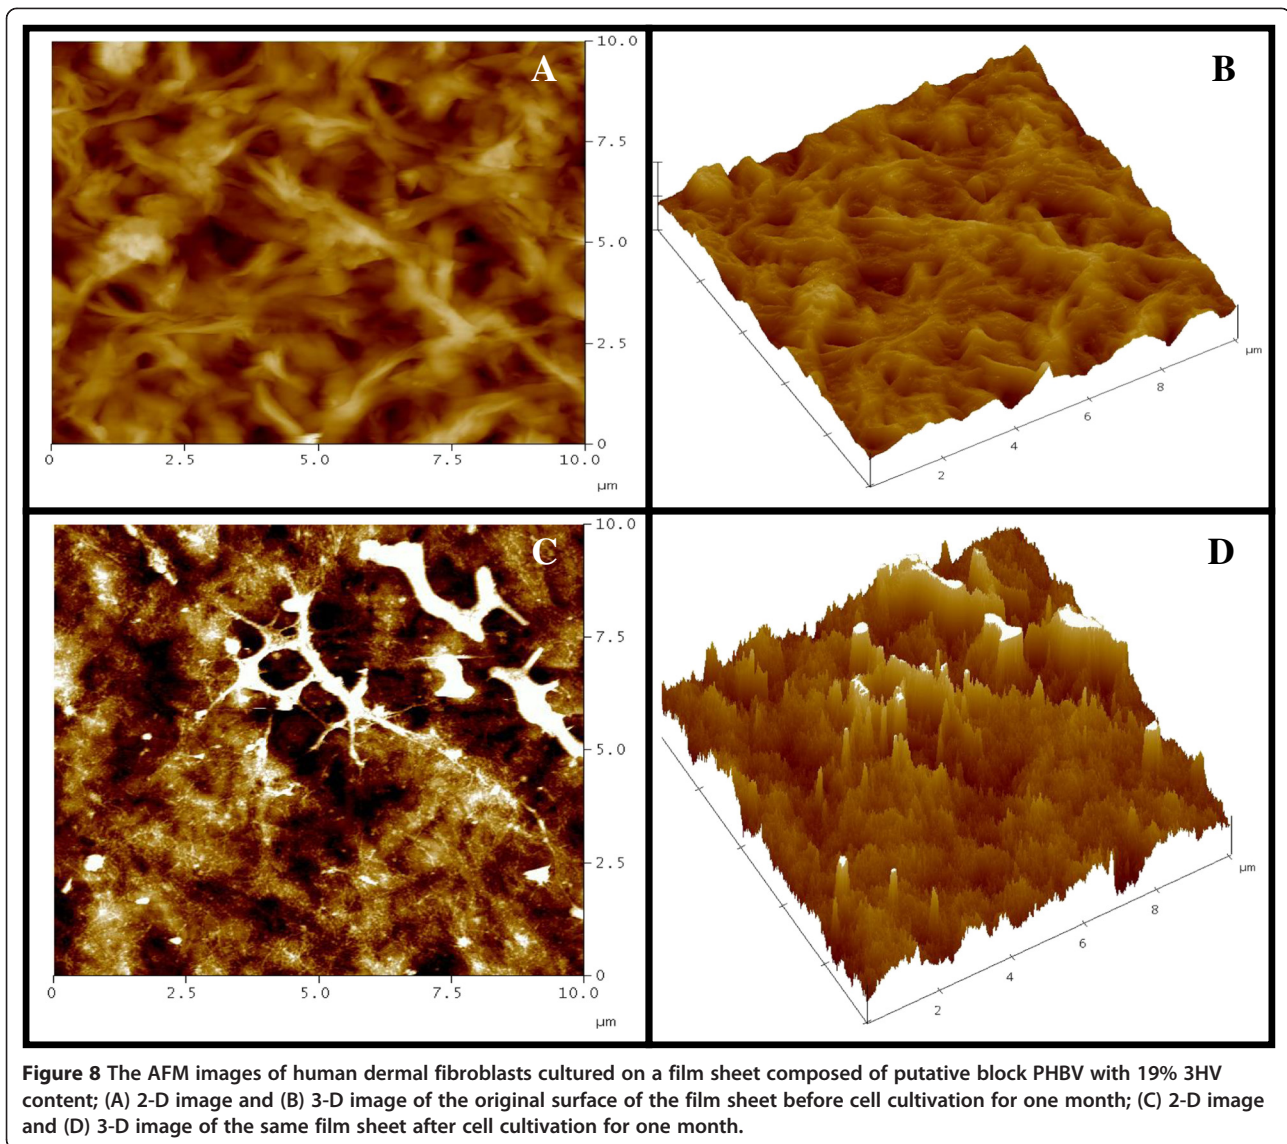 A
10.0
7.5
5.0
2.5
0
0 2.5 5.0 7.5 10.0
µm
B
µm
8
6
4
2
C
10.0
7.5
5.0
2.5
0
0 2.5 5.0 7.5 10.0
µm
D
µm
8
6
4
2
Figure 8 The AFM images of human dermal fibroblasts cultured on a film sheet composed of putative block PHBV with 19% 3HV
content; (A) 2-D image and (B) 3-D image of the original surface of the film sheet before cell cultivation for one month; (C) 2-D image
and (D) 3-D image of the same film sheet after cell cultivation for one month.